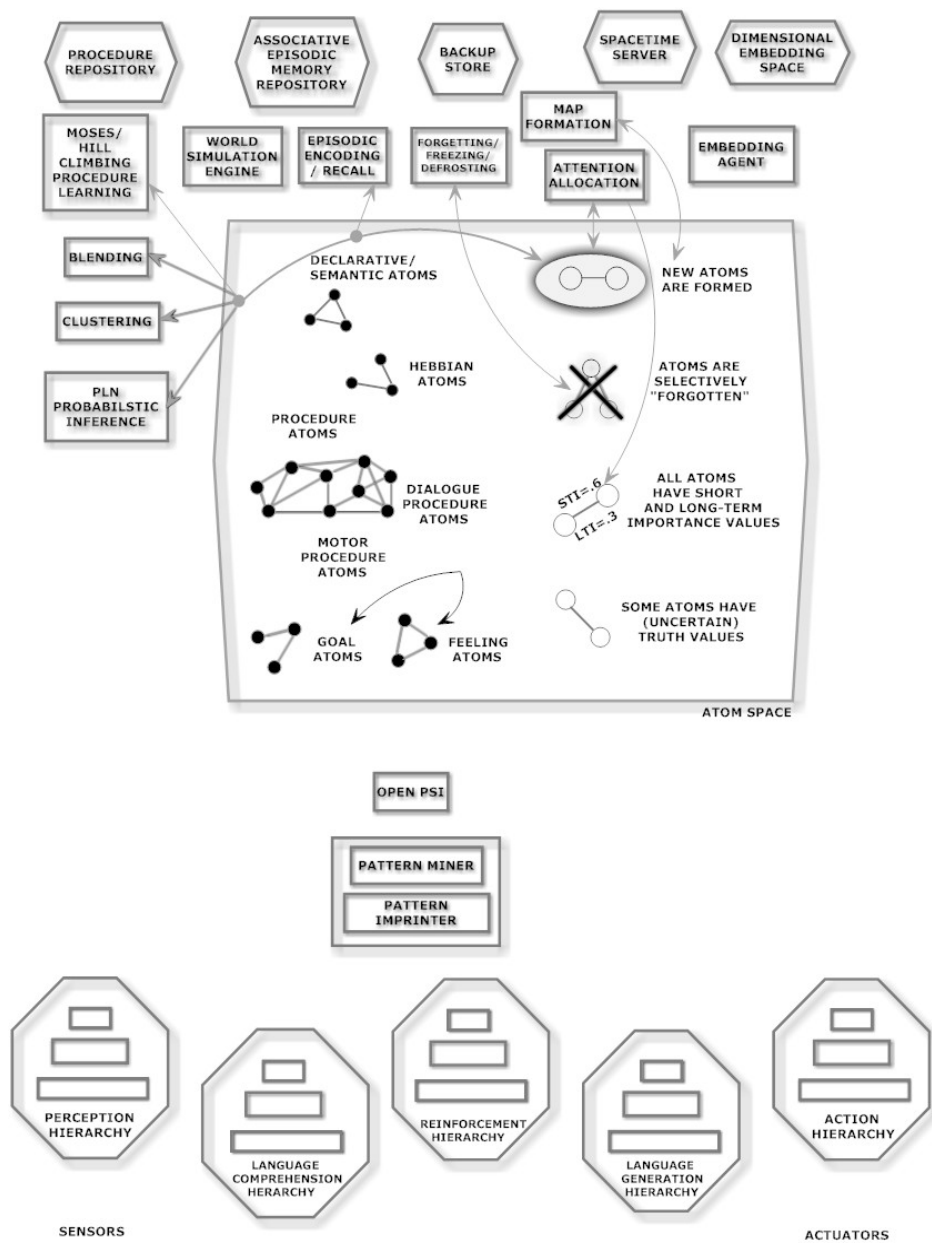 PROCEDURE
REPOSITORY
ASSOCIATIVE
EPISODIC
MEMORY
REPOSITORY
BACKUP
STORE
SPACETIME
SERVER
DIMENSIONAL
EMBEDDING
SPACE
MOSES/
HILL
CLIMBING
PROCEDURE
LEARNING
WORLD
SIMULATION
ENGINE
EPISODIC
ENCODING
/ RECALL
FORGETTING/
FREEZING/
DEFROSTING
MAP
FORMATION
ATTENTION
ALLOCATION
EMBEDDING
AGENT
BLENDING
CLUSTERING
PLN
PROBABILSTIC
INFERENCE
DECLARATIVE/
SEMANTIC ATOMS
NEW ATOMS
ARE FORMED
HEBBIAN
ATOMS
ATOMS ARE
SELECTIVELY
"FORGOTTEN"
PROCEDURE
ATOMS
DIALOGUE
PROCEDURE
ATOMS
STI=.6
LTI=.3
ALL ATOMS
HAVE SHORT
AND LONG-TERM
IMPORTANCE VALUES
MOTOR
PROCEDURE
ATOMS
GOAL
ATOMS
FEELING
ATOMS
SOME ATOMS HAVE
(UNCERTAIN)
TRUTH VALUES
ATOM SPACE
OPEN PSI
PATTERN MINER
PATTERN
IMPRINTER
PERCEPTION
HIERARCHY
LANGUAGE
COMPREHENSION
HERARCHY
REINFORCEMENT
HIERARCHY
LANGUAGE
GENERATION
HIERARCHY
ACTION
HIERARCHY
SENSORS
ACTUATORS